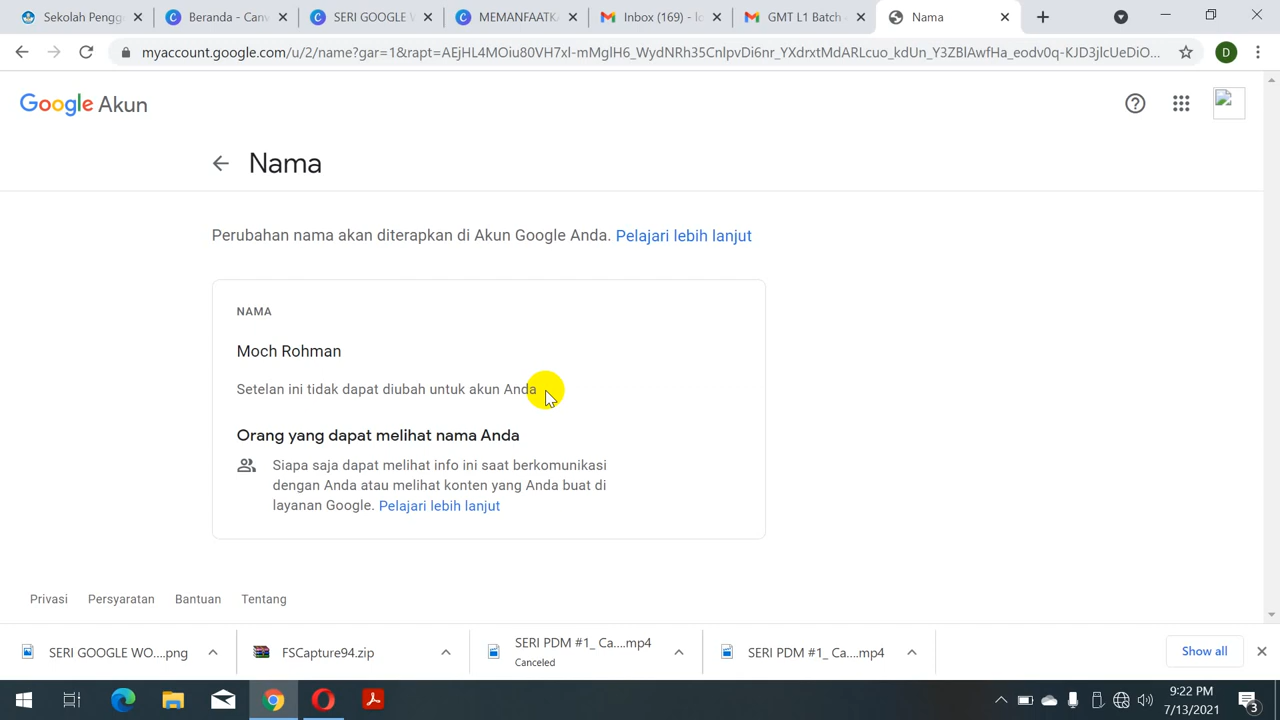 Sekolah Pengg
Beranda - Canv
SERI GOOGLE W
MEMANFAATKA
Inbox (169) - lo
GMT L1 Batch
Nama
myaccount.google.com/u/2/name?gar=1&rapt=AEjHL4MOiu80VH7xl-mMglH6_WydNRh35CnlpvDi6nr_YXdrxtMdARLcuo_kdUn_Y3ZBlAwfHa_eodv0q-KJD3jlcUeDiO...
D
Google Akun
Nama
Perubahan nama akan diterapkan di Akun Google Anda. Pelajari lebih lanjut
NAMA
Moch Rohman
Setelan ini tidak dapat diubah untuk akun Anda
Orang yang dapat melihat nama Anda
Siapa saja dapat melihat info ini saat berkomunikasi
dengan Anda atau melihat konten yang Anda buat di
layanan Google. Pelajari lebih lanjut
Privasi
Persyaratan
Bantuan
Tentang
SERI GOOGLE WO....png
FSCapture94.zip
SERI PDM #1_ Ca....mp4
Canceled
SERI PDM #1_ Ca....mp4
Show all
9:22 PM
7/13/2021
3